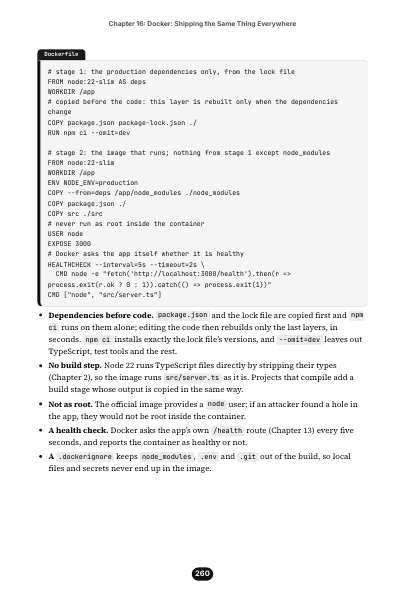 Chapter 16: Docker: Shipping the Same Thing Everywhere
Dockerfile
# stage 1: the production dependencies only, from the lock file
FROM node:22-slim AS deps
WORKDIR /app
# copied before the code: this layer is rebuilt only when the dependencies
change
COPY package.json package-lock.json ./
RUN npm ci --omit=dev

# stage 2: the image that runs; nothing from stage 1 except node_modules
FROM node:22-slim
WORKDIR /app
ENV NODE_ENV=production
COPY --from=deps /app/node_modules ./node_modules
COPY package.json ./
COPY src ./src
# never run as root inside the container
USER node
EXPOSE 3000
# Docker asks the app itself whether it is healthy
HEALTHCHECK --interval=5s --timeout=2s \
  CMD node -e "fetch('http://localhost:3000/health').then(r =>
process.exit(r.ok ? 0 : 1)).catch(() => process.exit(1))"
CMD ["node", "src/server.ts"]
• Dependencies before code. package.json and the lock file are copied first and npm
ci runs on them alone; editing the code then rebuilds only the last layers, in
seconds. npm ci installs exactly the lock file's versions, and --omit=dev leaves out
TypeScript, test tools and the rest.
• No build step. Node 22 runs TypeScript files directly by stripping their types
(Chapter 2), so the image runs src/server.ts as it is. Projects that compile add a
build stage whose output is copied in the same way.
• Not as root. The official image provides a node user; if an attacker found a hole in
the app, they would not be root inside the container.
• A health check. Docker asks the app's own /health route (Chapter 13) every five
seconds, and reports the container as healthy or not.
• A .dockerignore keeps node_modules, .env and .git out of the build, so local
files and secrets never end up in the image.
260